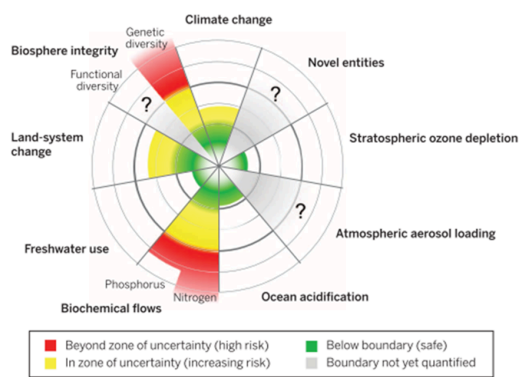 Climate change
Genetic
diversity
Biosphere integrity
Functional
diversity
Novel entities
?
?
Land-system
change
Stratospheric ozone depletion
?
Atmospheric aerosol loading
Freshwater use
Phosphorus
Nitrogen
Biochemical flows
Ocean acidification
Beyond zone of uncertainty (high risk)
In zone of uncertainty (increasing risk)
Below boundary (safe)
Boundary not yet quantified